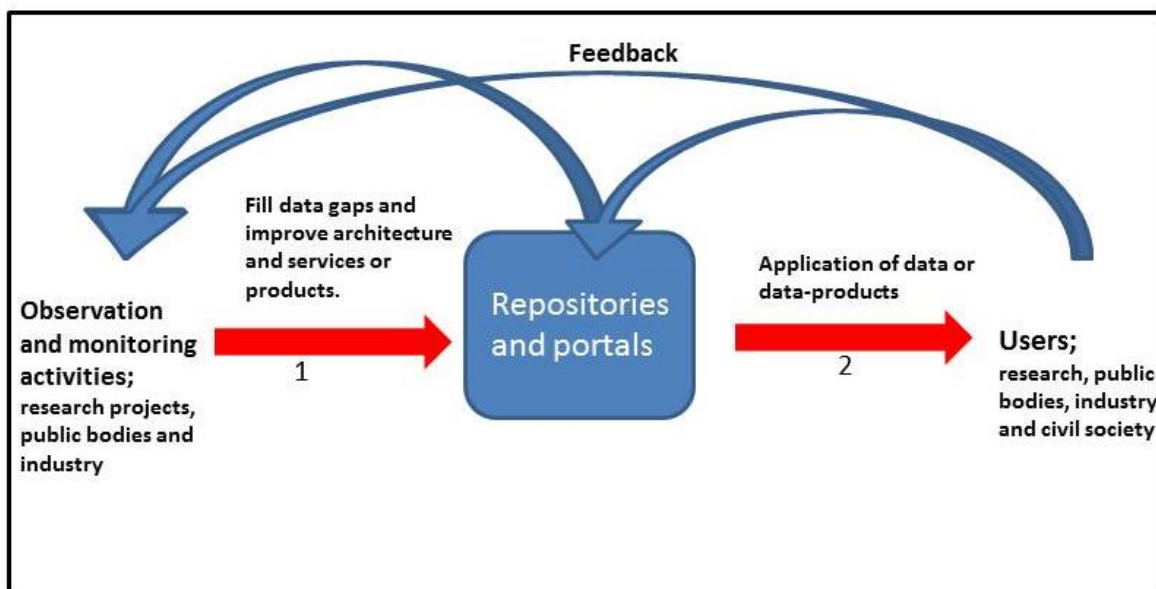 Feedback
Fill data gaps and
improve architecture
and services or
products.
Observation
and monitoring
activities;
research projects,
public bodies and
industry
1
Repositories
and portals
Application of data or
data-products
2
Users;
research, public
bodies, industry
and civil society